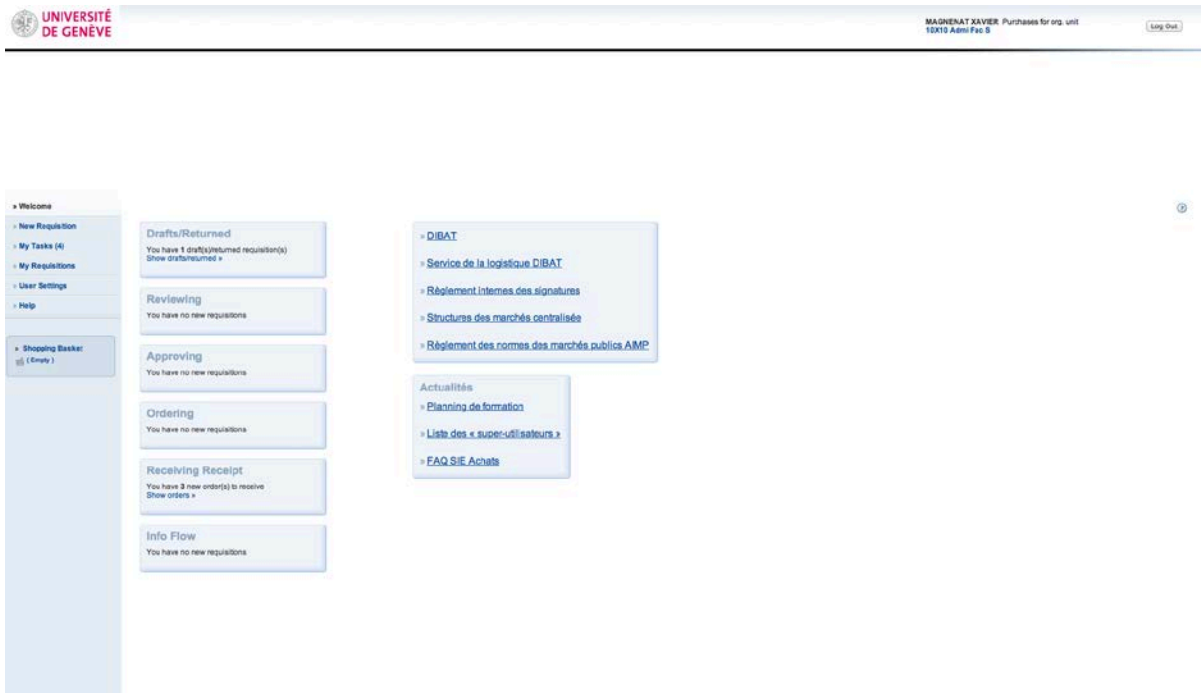 UNIVERSITÉ
DE GENÈVE
MAGNENAT XAVIER Purchases for org. unit
10X10 Admi Fac S
Log Out
» Welcome
» New Requisition
» My Tasks (4)
» My Requisitions
» User Settings
» Help
» Shopping Basket
( Empty )
Drafts/Returned
You have 1 draft(s)/returned requisition(s)
Show drafts/returned »
Reviewing
You have no new requisitions
Approving
You have no new requisitions
Ordering
You have no new requisitions
Receiving Receipt
You have 3 new order(s) to receive
Show orders »
Info Flow
You have no new requisitions
» DIBAT
» Service de la logistique DIBAT
» Règlement internes des signatures
» Structures des marchés centralisée
» Règlement des normes des marchés publics AIMP
Actualités
» Planning de formation
» Liste des « super-utilisateurs »
» FAQ SIE Achats